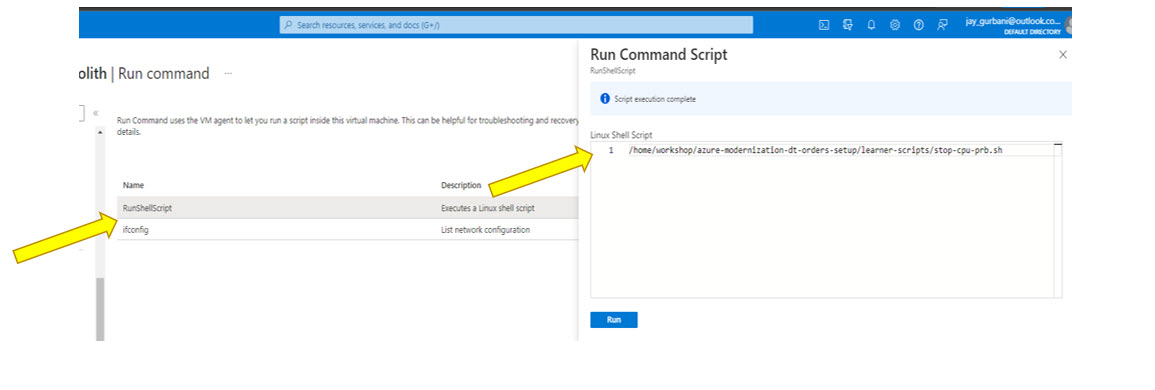 Search resources, services, and docs (G+/)
jay_gurbani@outlook.co...
DEFAULT DIRECTORY
olith | Run command ...
Run Command uses the VM agent to let you run a script inside this virtual machine. This can be helpful for troubleshooting and recovery
details.
Name Description
RunShellScript Executes a Linux shell script
ifconfig List network configuration
Run Command Script
RunShellScript
Script execution complete
Linux Shell Script
1 /home/workshop/azure-modernization-dt-orders-setup/learner-scripts/stop-cpu-prb.sh
Run